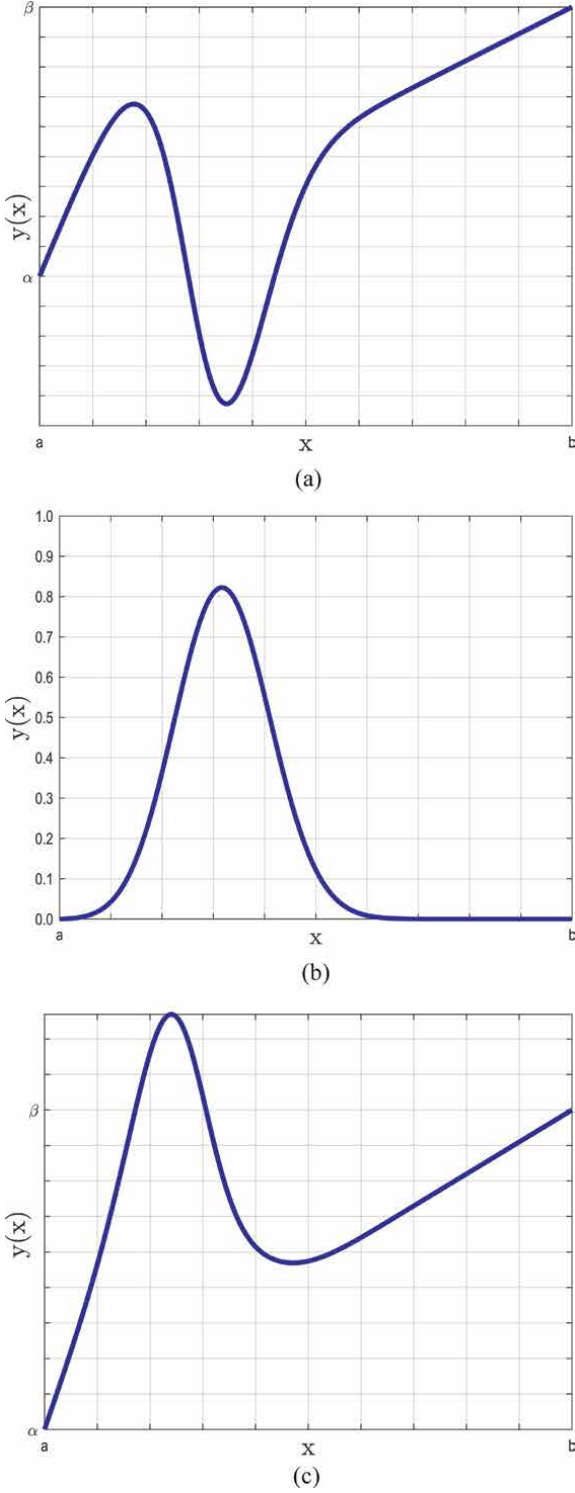 β
y(x)
α
a x b
(a)
1.0
0.9
0.8
0.7
0.6
y(x)
0.5
0.4
0.3
0.2
0.1
0.0
a x b
(b)
β
y(x)
α
a x b
(c)